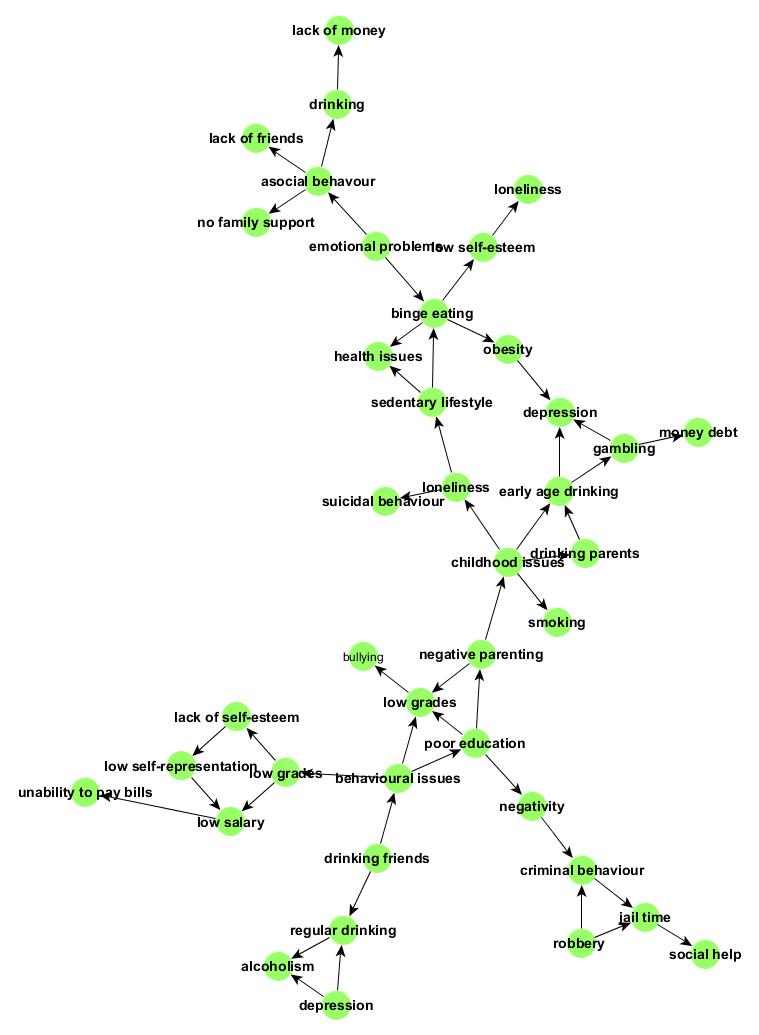 lack of money
drinking
lack of friends
asocial behavour
loneliness
no family support
emotional problems
low self-esteem
binge eating
obesity
health issues
sedentary lifestyle
depression
money debt
gambling
loneliness
early age drinking
suicidal behaviour
drinking parents
childhood issues
smoking
negative parenting
bullying
low grades
lack of self-esteem
poor education
low self-representation
low grades
behavioural issues
unability to pay bills
negativity
low salary
drinking friends
criminal behaviour
jail time
regular drinking
robbery
social help
alcoholism
depression